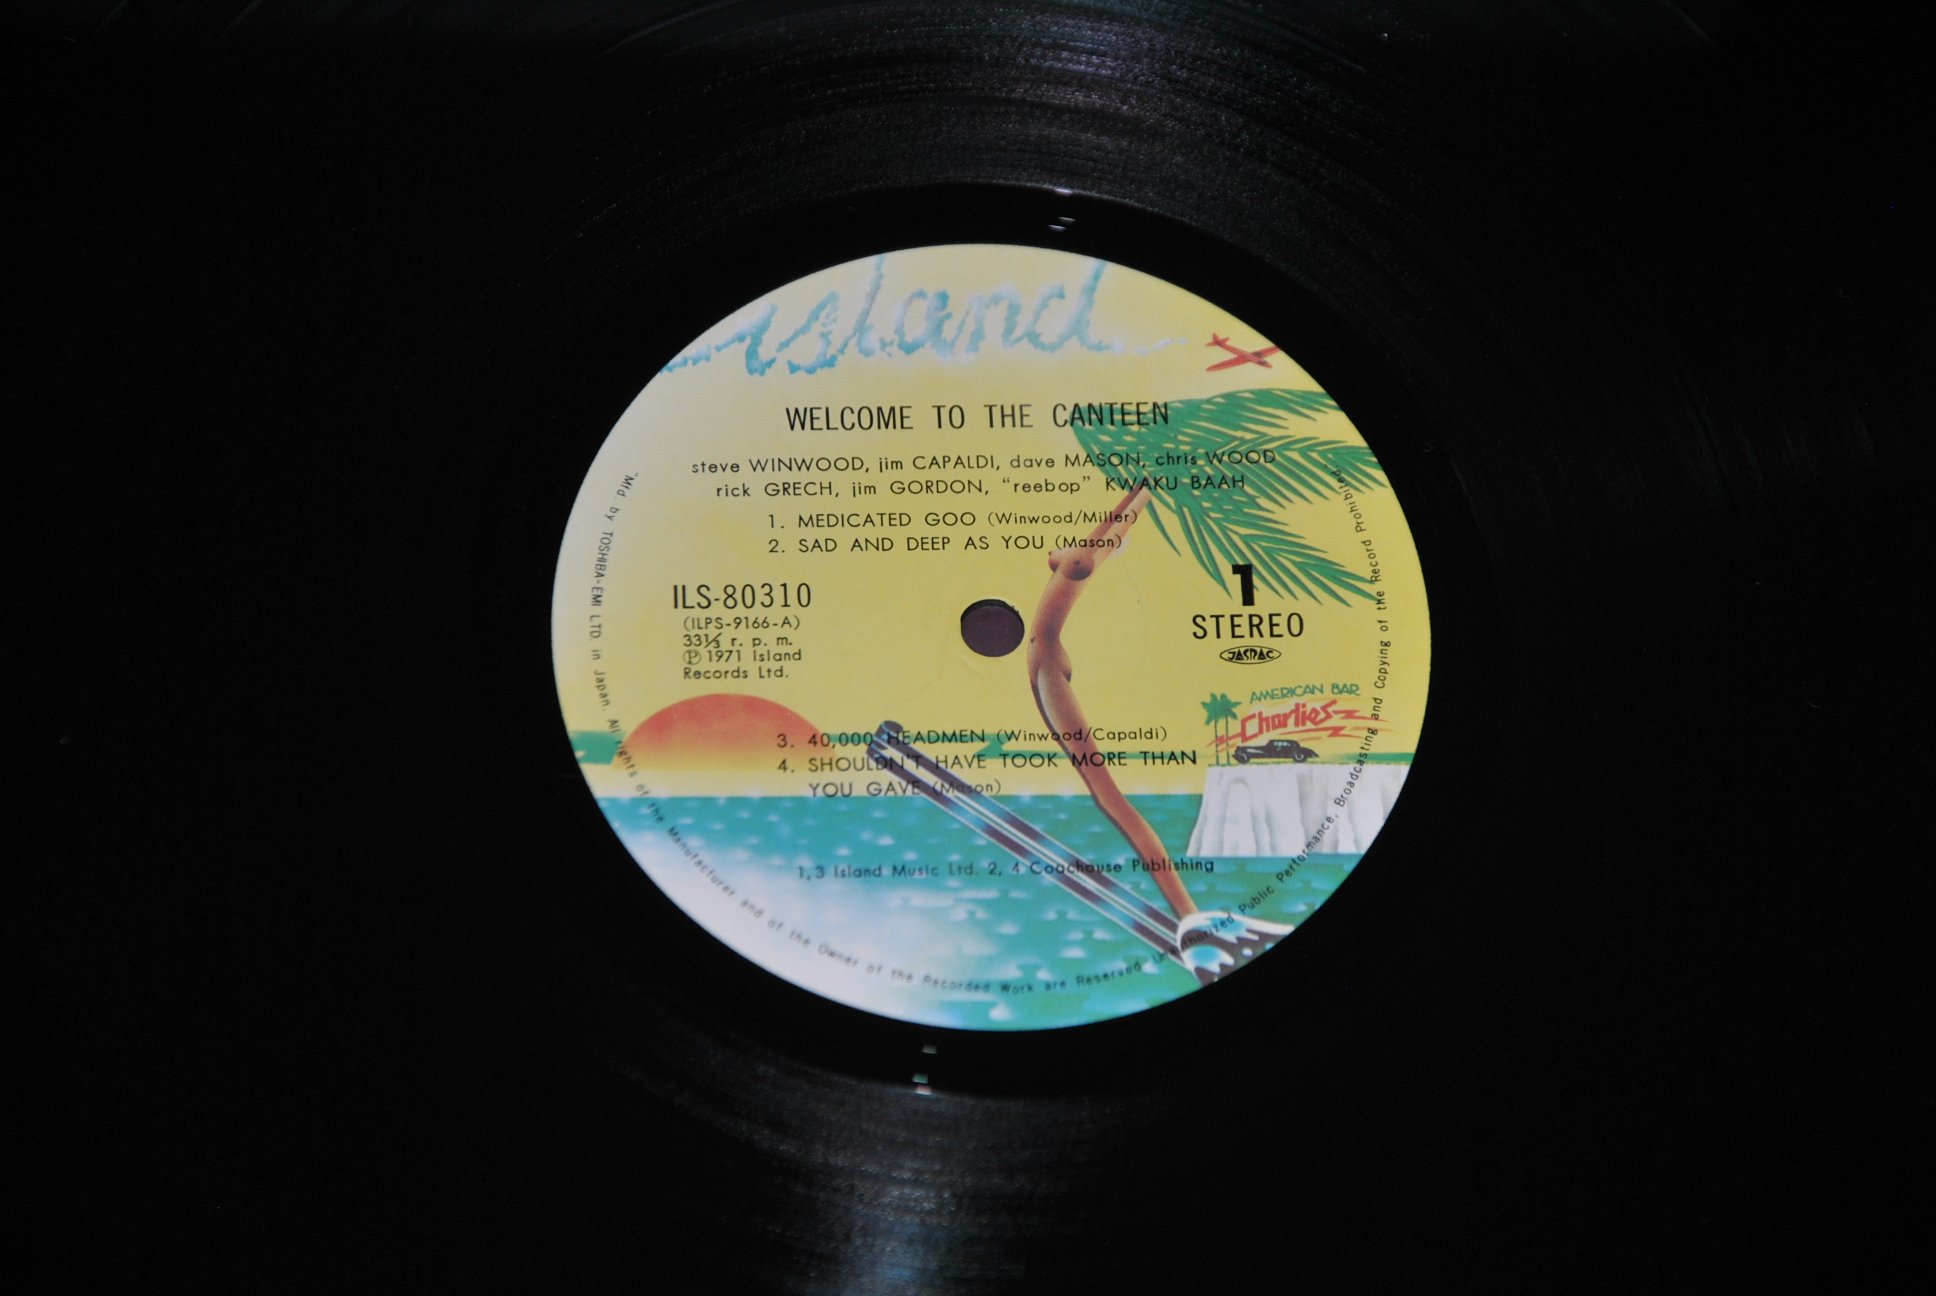 island
WELCOME TO THE CANTEEN
steve WINWOOD, jim CAPALDI, dave MASON, chris WOOD
rick GRECH, jim GORDON, “reebop” KWAKU BAAH
1. MEDICATED GOO (Winwood/Miller)
2. SAD AND DEEP AS YOU (Mason)
ILS-80310
(ILPS-9166-A)
33⅓ r. p. m.
Ⓟ1971 Island
Records Ltd.
1
STEREO
JASRAC
AMERICAN BAR
Charlies
3. 40,000 HEADMEN (Winwood/Capaldi)
4. SHOULDN'T HAVE TOOK MORE THAN
YOU GAVE (Mason)
1,3 Island Music Ltd. 2, 4 Coachouse Publishing
"Mfd. by TOSHIBA-EMI LTD. in Japan. All rights of the Manufacturer and of the Owner of the Recorded Work are Reserved Unauthorized Public Performance, Broadcasting and Copying of the Record Prohibited."